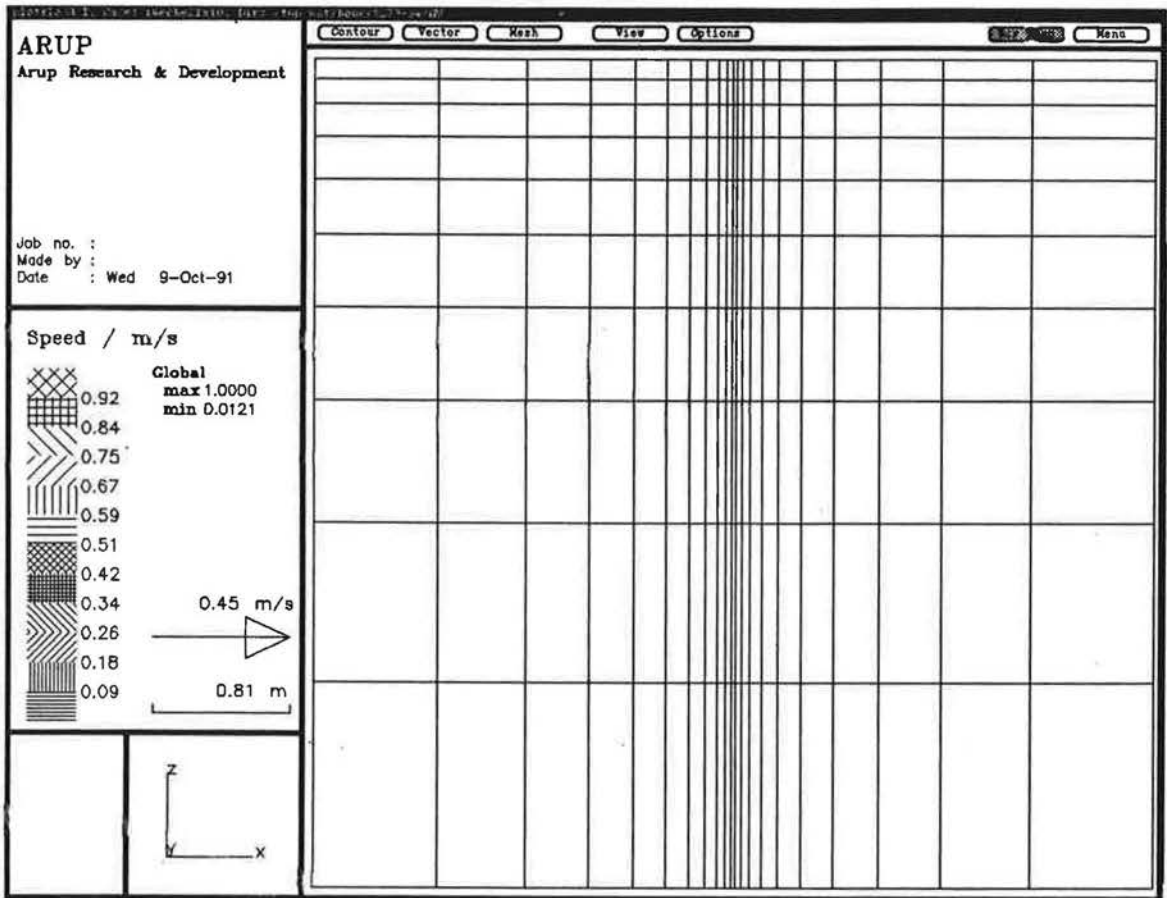 Contour Vector Mesh View Options Menu
ARUP
Arup Research & Development
Job no. :
Made by :
Date : Wed 9-Oct-91
Speed / m/s
Global
max 1.0000
min 0.0121
0.92
0.84
0.75
0.67
0.59
0.51
0.42
0.34
0.26
0.18
0.09
0.45 m/s
0.81 m
Z
Y X